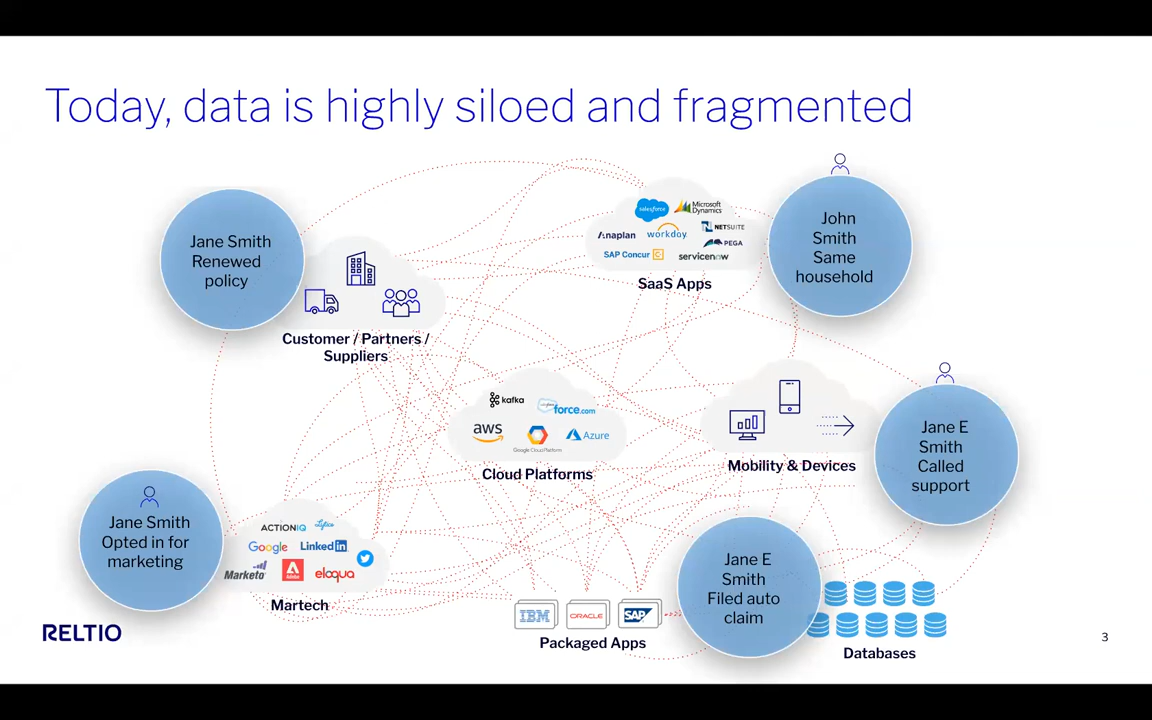 Today, data is highly siloed and fragmented
Jane Smith
Renewed
policy
Customer / Partners /
Suppliers
salesforce
Microsoft
Dynamics
Anaplan
workday.
NETSUITE
PEGA
SAP Concur
servicenow
SaaS Apps
John
Smith
Same
household
kafka
force.com
aws
Google Cloud Platform
Azure
Cloud Platforms
Mobility & Devices
Jane E
Smith
Called
support
Jane Smith
Opted in for
marketing
ACTIONIQ
Google
LinkedIn
Marketo
Adobe
eloqua
Martech
IBM
ORACLE
SAP
Packaged Apps
Jane E
Smith
Filed auto
claim
Databases
RELTIO
3